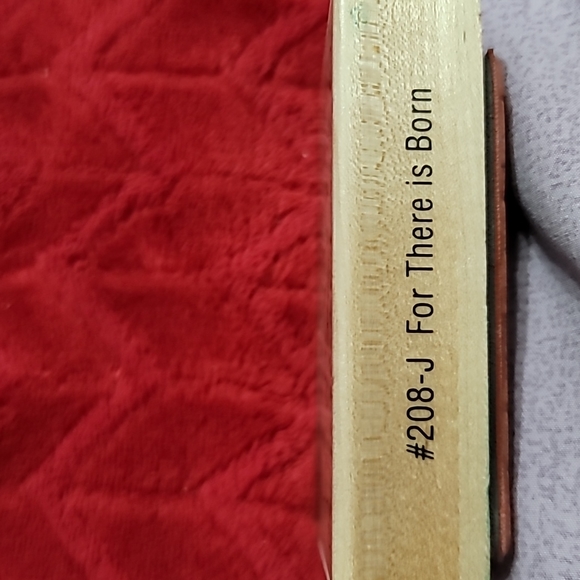 #208-J For There is Born